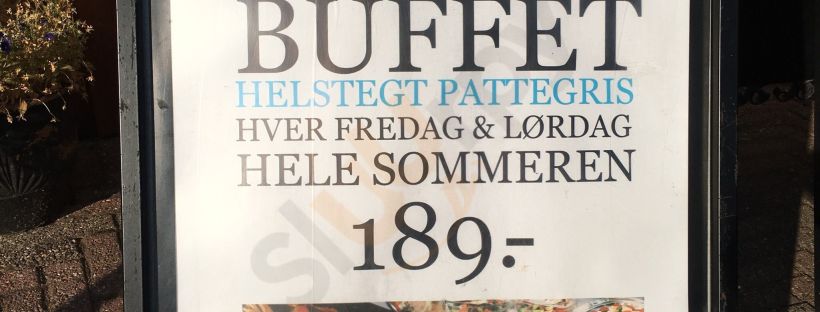 BUFFET
HELSTEGT PATTEGRIS
HVER FREDAG & LØRDAG
HELE SOMMEREN
189.-